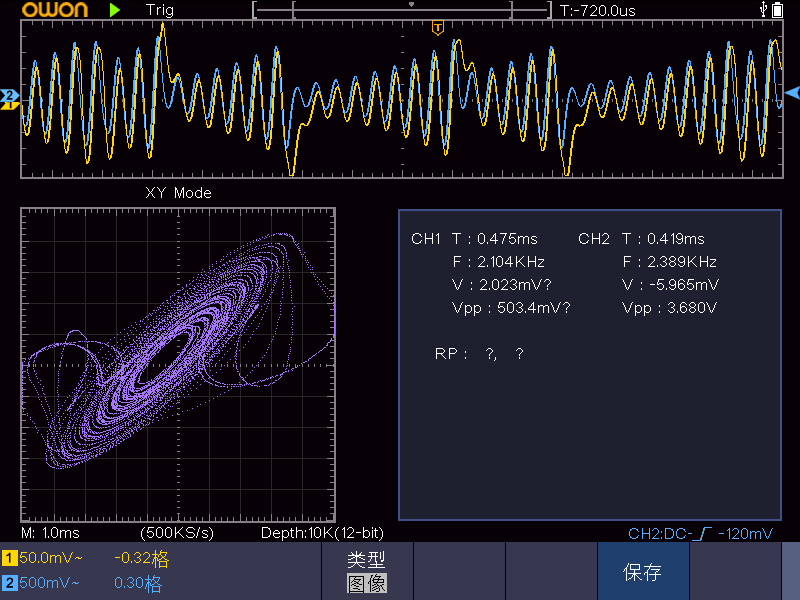 OWON Trig T:-720.0us
T
2
1
XY Mode
CH1 T : 0.475ms CH2 T : 0.419ms
F : 2.104KHz F : 2.389KHz
V : 2.023mV? V : -5.965mV
Vpp : 503.4mV? Vpp : 3.680V
RP : ?, ?
M: 1.0ms (500KS/s) Depth:10K(12-bit) CH2:DC- -120mV
1 50.0mV~ -0.32格 类型
2 500mV~ 0.30格 图像 保存